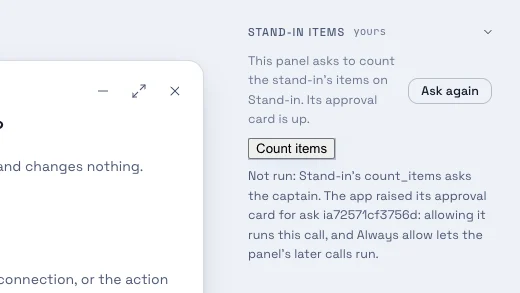 STAND-IN ITEMS yours
This panel asks to count
the stand-in's items on
Stand-in. Its approval
card is up.
Ask again
Count items
Not run: Stand-in's count_items asks
the captain. The app raised its approval
card for ask ia72571cf3756d: allowing it
runs this call, and Always allow lets the
panel's later calls run.
and changes nothing.
connection, or the action